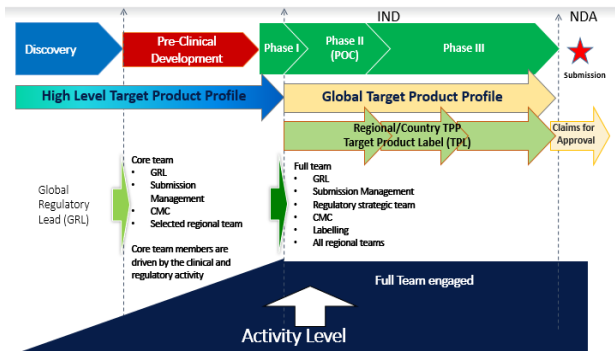 IND
NDA
Discovery
Pre-Clinical
Development
Phase I
Phase II
(POC)
Phase III
Submission
High Level Target Product Profile
Global Target Product Profile
Regional/Country TPP
Target Product Label (TPL)
Claims for
Approval
Global
Regulatory
Lead (GRL)
Core team
• GRL
• Submission
Management
• CMC
• Selected regional team
Core team members are
driven by the clinical and
regulatory activity
Full team
• GRL
• Submission Management
• Regulatory strategic team
• CMC
• Labelling
• All regional teams
Full Team engaged
Activity Level